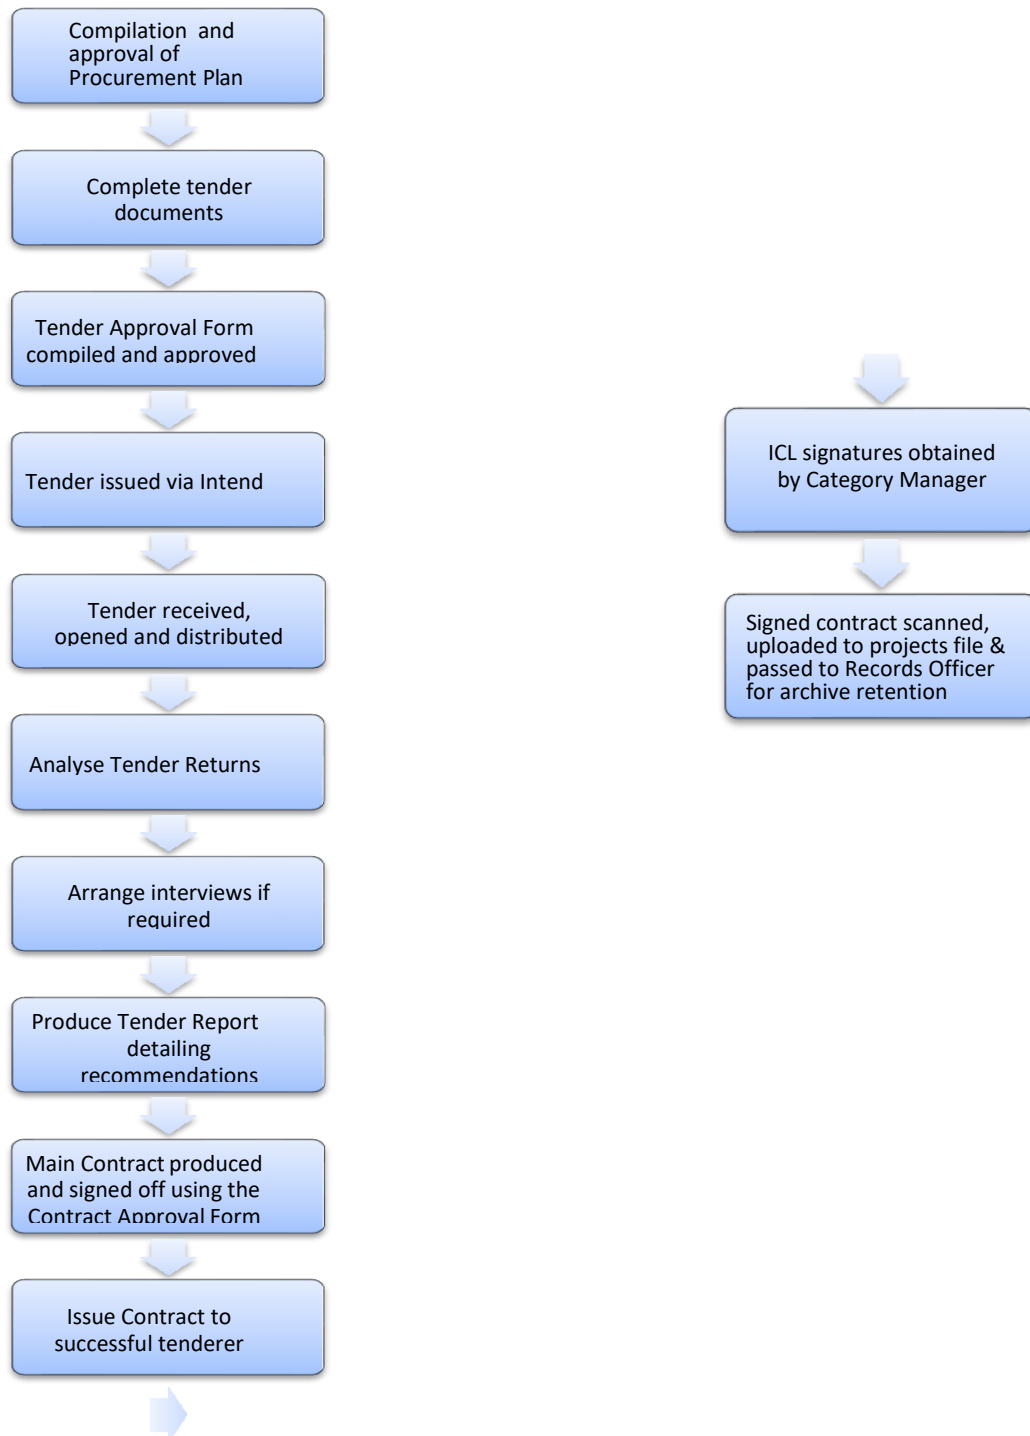 Compilation and
approval of
Procurement Plan
Complete tender
documents
Tender Approval Form
compiled and approved
Tender issued via Intend
Tender received,
opened and distributed
Analyse Tender Returns
Arrange interviews if
required
Produce Tender Report
detailing
recommendations
Main Contract produced
and signed off using the
Contract Approval Form
Issue Contract to
successful tenderer
ICL signatures obtained
by Category Manager
Signed contract scanned,
uploaded to projects file &
passed to Records Officer
for archive retention